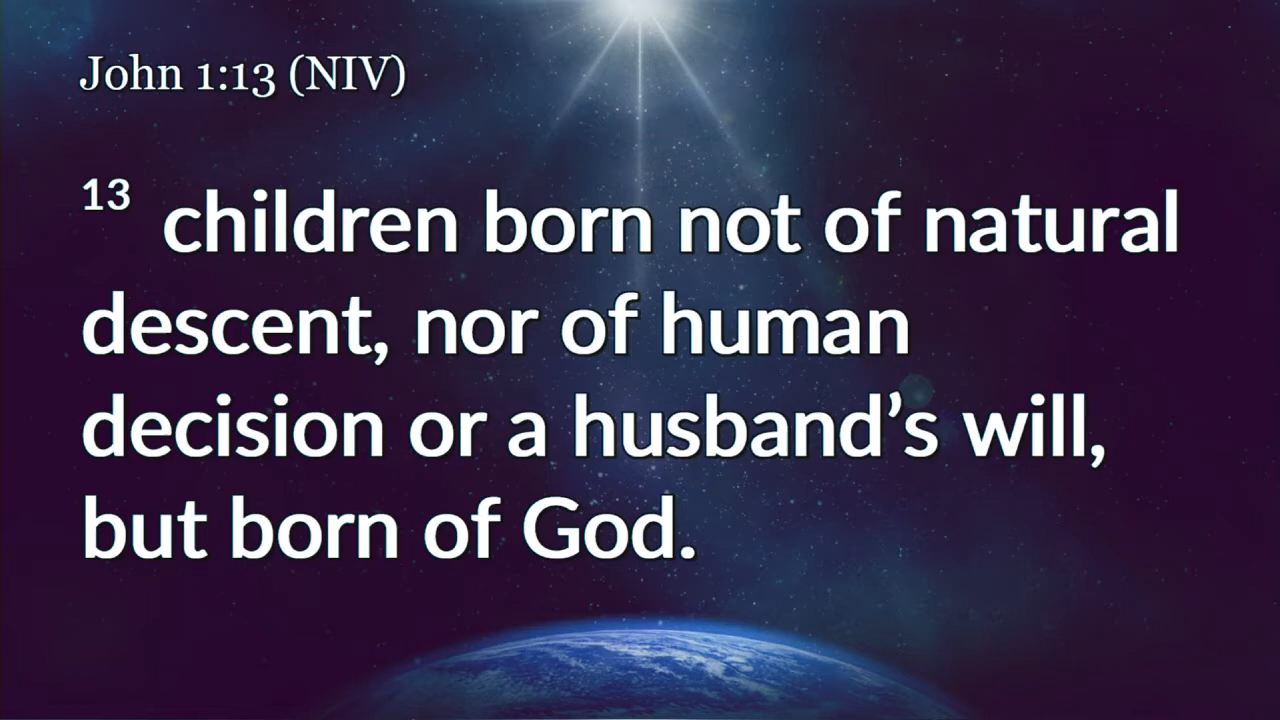 John 1:13 (NIV)
13 children born not of natural
descent, nor of human
decision or a husband’s will,
but born of God.